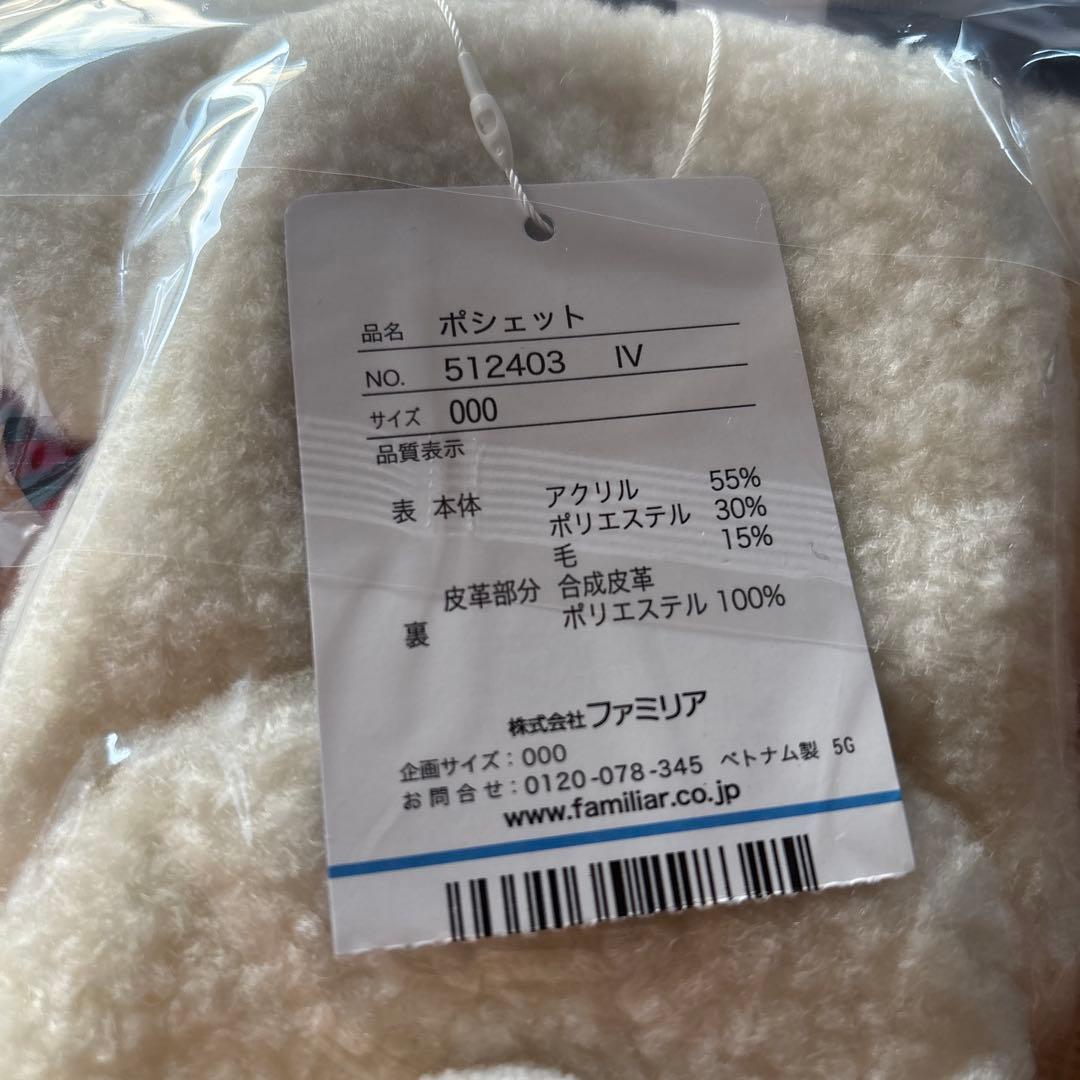 品名 ポシェット
NO. 512403 IV
サイズ 000
品質表示
表 本体 アクリル 55%
ポリエステル 30%
毛 15%
皮革部分 合成皮革
裏 ポリエステル 100%
株式会社ファミリア
企画サイズ：000
お問合せ：0120-078-345 ベトナム製 5G
www.familiar.co.jp